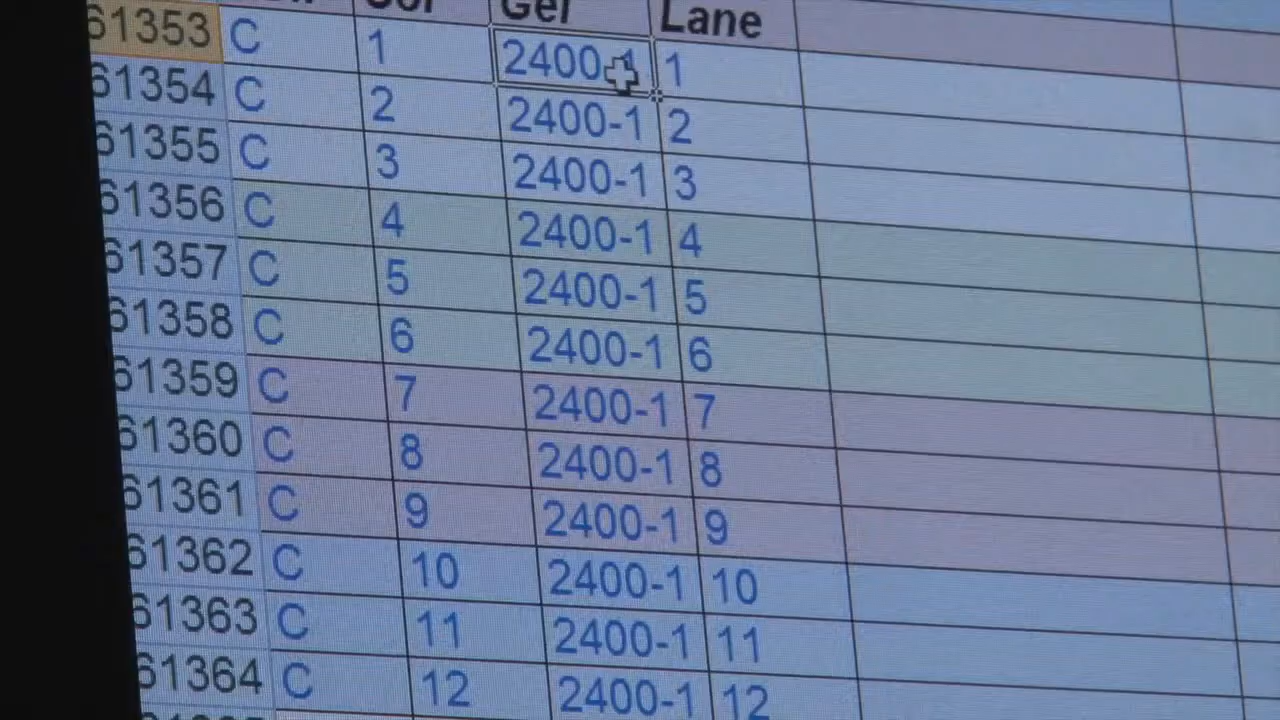 Col Gel Lane
61353 C 1 2400-1 1
61354 C 2 2400-1 2
61355 C 3 2400-1 3
61356 C 4 2400-1 4
61357 C 5 2400-1 5
61358 C 6 2400-1 6
61359 C 7 2400-1 7
61360 C 8 2400-1 8
61361 C 9 2400-1 9
61362 C 10 2400-1 10
61363 C 11 2400-1 11
61364 C 12 2400-1 12